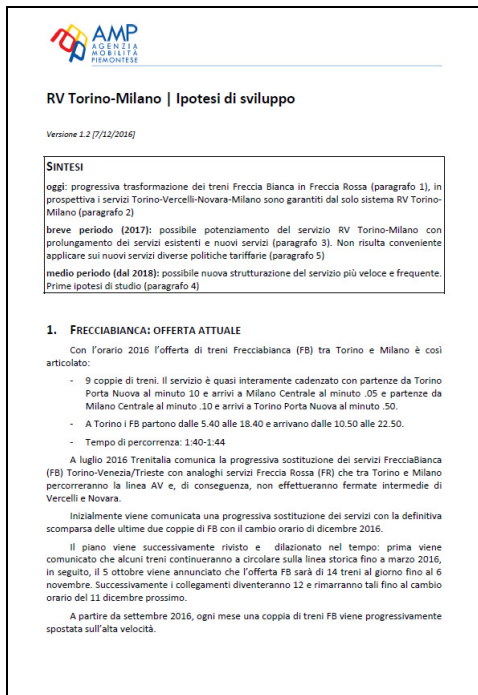 AMP
AGENZIA
MOBILITÀ
PIEMONTESE
RV Torino-Milano | Ipotesi di sviluppo
Versione 1.2 [7/12/2016]
SINTESI
oggi: progressiva trasformazione dei treni Freccia Bianca in Freccia Rossa (paragrafo 1), in
prospettiva i servizi Torino-Vercelli-Novara-Milano sono garantiti dal solo sistema RV Torino-
Milano (paragrafo 2)
breve periodo (2017): possibile potenziamento del servizio RV Torino-Milano con
prolungamento dei servizi esistenti e nuovi servizi (paragrafo 3). Non risulta conveniente
applicare sui nuovi servizi diverse politiche tariffarie (paragrafo 5)
medio periodo (dal 2018): possibile nuova strutturazione del servizio più veloce e frequente.
Prime ipotesi di studio (paragrafo 4)
1. FRECCIABIANCA: OFFERTA ATTUALE
Con l'orario 2016 l'offerta di treni Frecciabianca (FB) tra Torino e Milano è così
articolato:
- 9 coppie di treni. Il servizio è quasi interamente cadenzato con partenze da Torino
Porta Nuova al minuto 10 e arrivi a Milano Centrale al minuto .05 e partenze da
Milano Centrale al minuto .10 e arrivi a Torino Porta Nuova al minuto .50.
- A Torino i FB partono dalle 5.40 alle 18.40 e arrivano dalle 10.50 alle 22.50.
- Tempo di percorrenza: 1:40-1:44
A luglio 2016 Trenitalia comunica la progressiva sostituzione dei servizi FrecciaBianca
(FB) Torino-Venezia/Trieste con analoghi servizi Freccia Rossa (FR) che tra Torino e Milano
percorreranno la linea AV e, di conseguenza, non effettueranno fermate intermedie di
Vercelli e Novara.
Inizialmente viene comunicata una progressiva sostituzione dei servizi con la definitiva
scomparsa delle ultime due coppie di FB con il cambio orario di dicembre 2016.
Il piano viene successivamente rivisto e dilazionato nel tempo: prima viene
comunicato che alcuni treni continueranno a circolare sulla linea storica fino a marzo 2016,
in seguito, il 5 ottobre viene annunciato che l'offerta FB sarà di 14 treni al giorno fino al 6
novembre. Successivamente i collegamenti diventeranno 12 e rimarranno tali fino al cambio
orario del 11 dicembre prossimo.
A partire da settembre 2016, ogni mese una coppia di treni FB viene progressivamente
spostata sull'alta velocità.